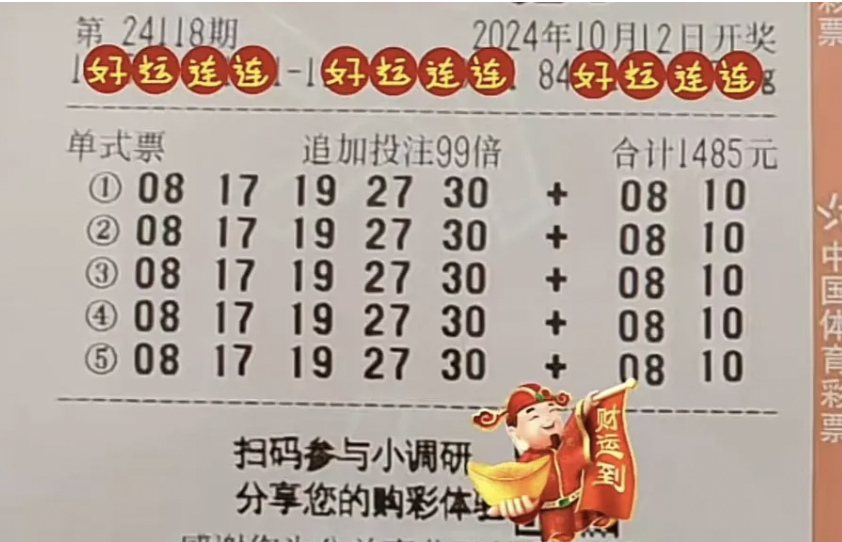 第 24118期 2024年10月12日开奖
好运连连 好运连连 84 好运连连 g
单式票 追加投注99倍 合计1485元
① 08 17 19 27 30 + 08 10
② 08 17 19 27 30 + 08 10
③ 08 17 19 27 30 + 08 10
④ 08 17 19 27 30 + 08 10
⑤ 08 17 19 27 30 + 08 10
扫码参与小调研
分享您的购彩体验
财运到
彩票
中国体育彩票